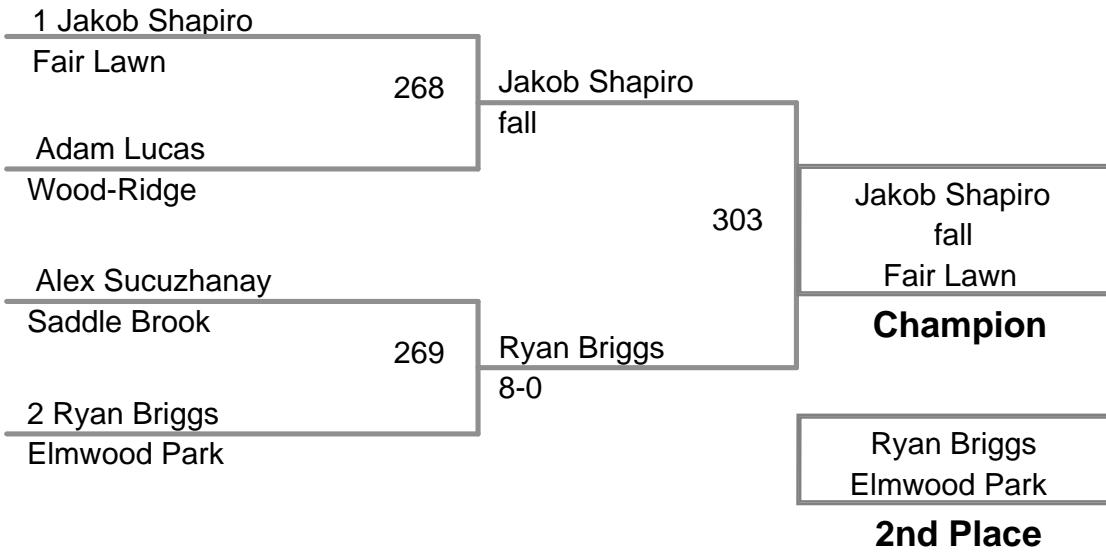 1 Jakob Shapiro
Fair Lawn
268
Adam Lucas
Wood-Ridge
Jakob Shapiro
fall
Alex Sucuzhanay
Saddle Brook
269
2 Ryan Briggs
Elmwood Park
Ryan Briggs
8-0
303
Jakob Shapiro
fall
Fair Lawn
Champion
Ryan Briggs
Elmwood Park
2nd Place